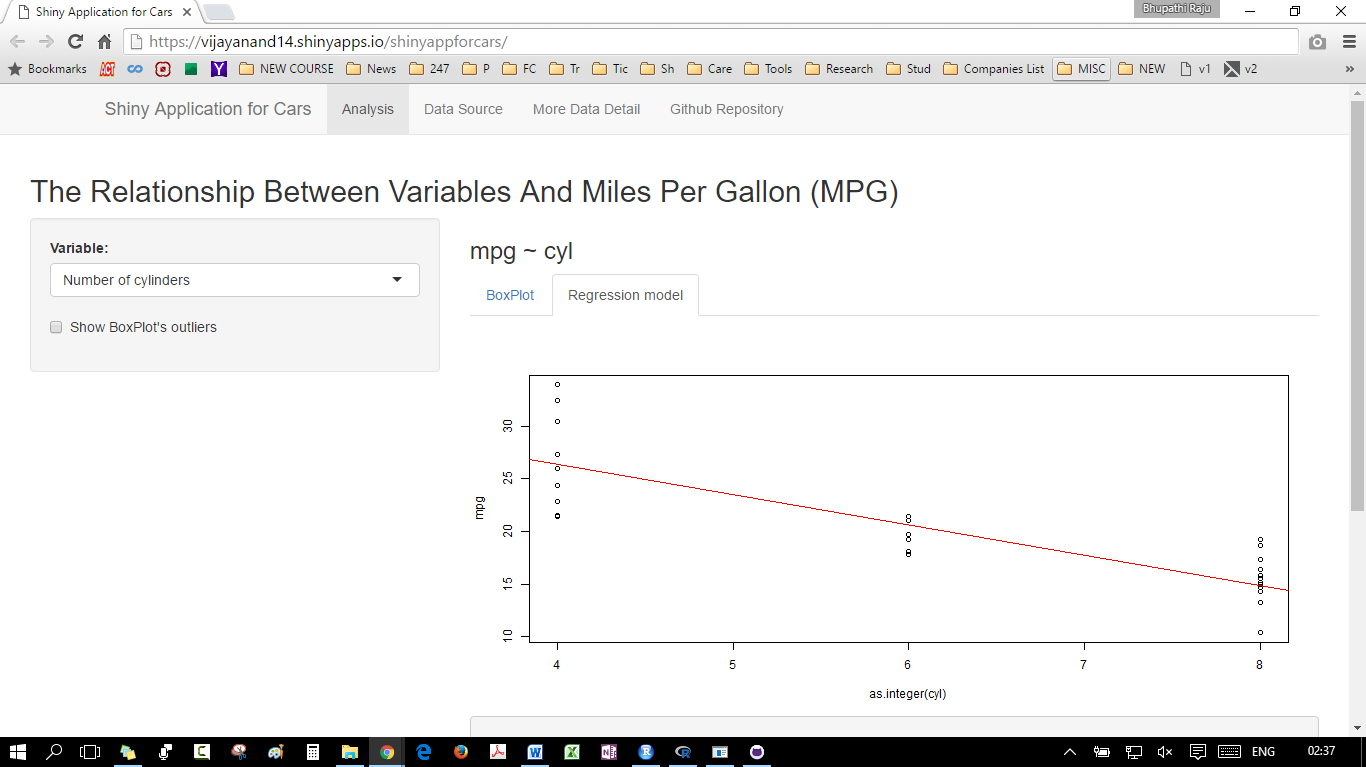 Shiny Application for Cars
Bhupathi Raju
https://vijayanand14.shinyapps.io/shinyappforcars/
Bookmarks
ACT
NEW COURSE
News
247
P
FC
Tr
Tic
Sh
Care
Tools
Research
Stud
Companies List
MISC
NEW
v1
v2
»
Shiny Application for Cars
Analysis
Data Source
More Data Detail
Github Repository
The Relationship Between Variables And Miles Per Gallon (MPG)
Variable:
Number of cylinders
Show BoxPlot's outliers
mpg ~ cyl
BoxPlot
Regression model
mpg
30
25
20
15
10
4
5
6
7
8
as.integer(cyl)
ENG
02:37